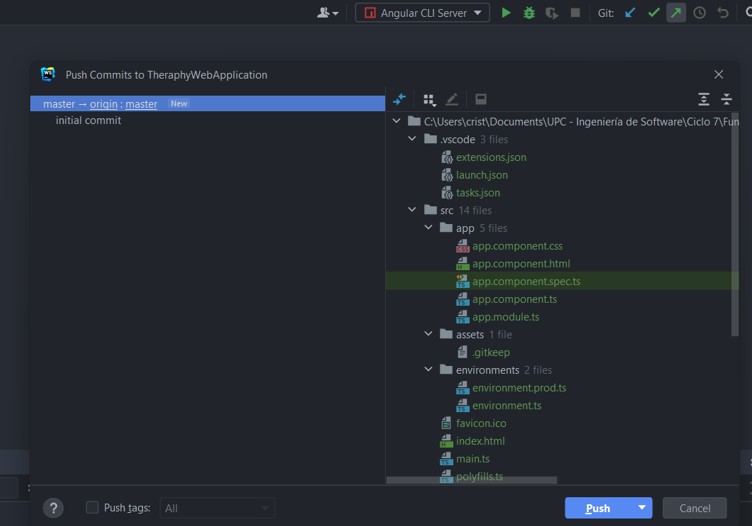 Angular CLI Server
Git:
Push Commits to TheraphyWebApplication
master → origin : master New
initial commit
C:\Users\crist\Documents\UPC - Ingeniería de Software\Ciclo 7\Fun
.vscode 3 files
extensions.json
launch.json
tasks.json
src 14 files
app 5 files
app.component.css
app.component.html
app.component.spec.ts
app.component.ts
app.module.ts
assets 1 file
.gitkeep
environments 2 files
environment.prod.ts
environment.ts
favicon.ico
index.html
main.ts
polyfills.ts
? Push tags: All Push Cancel